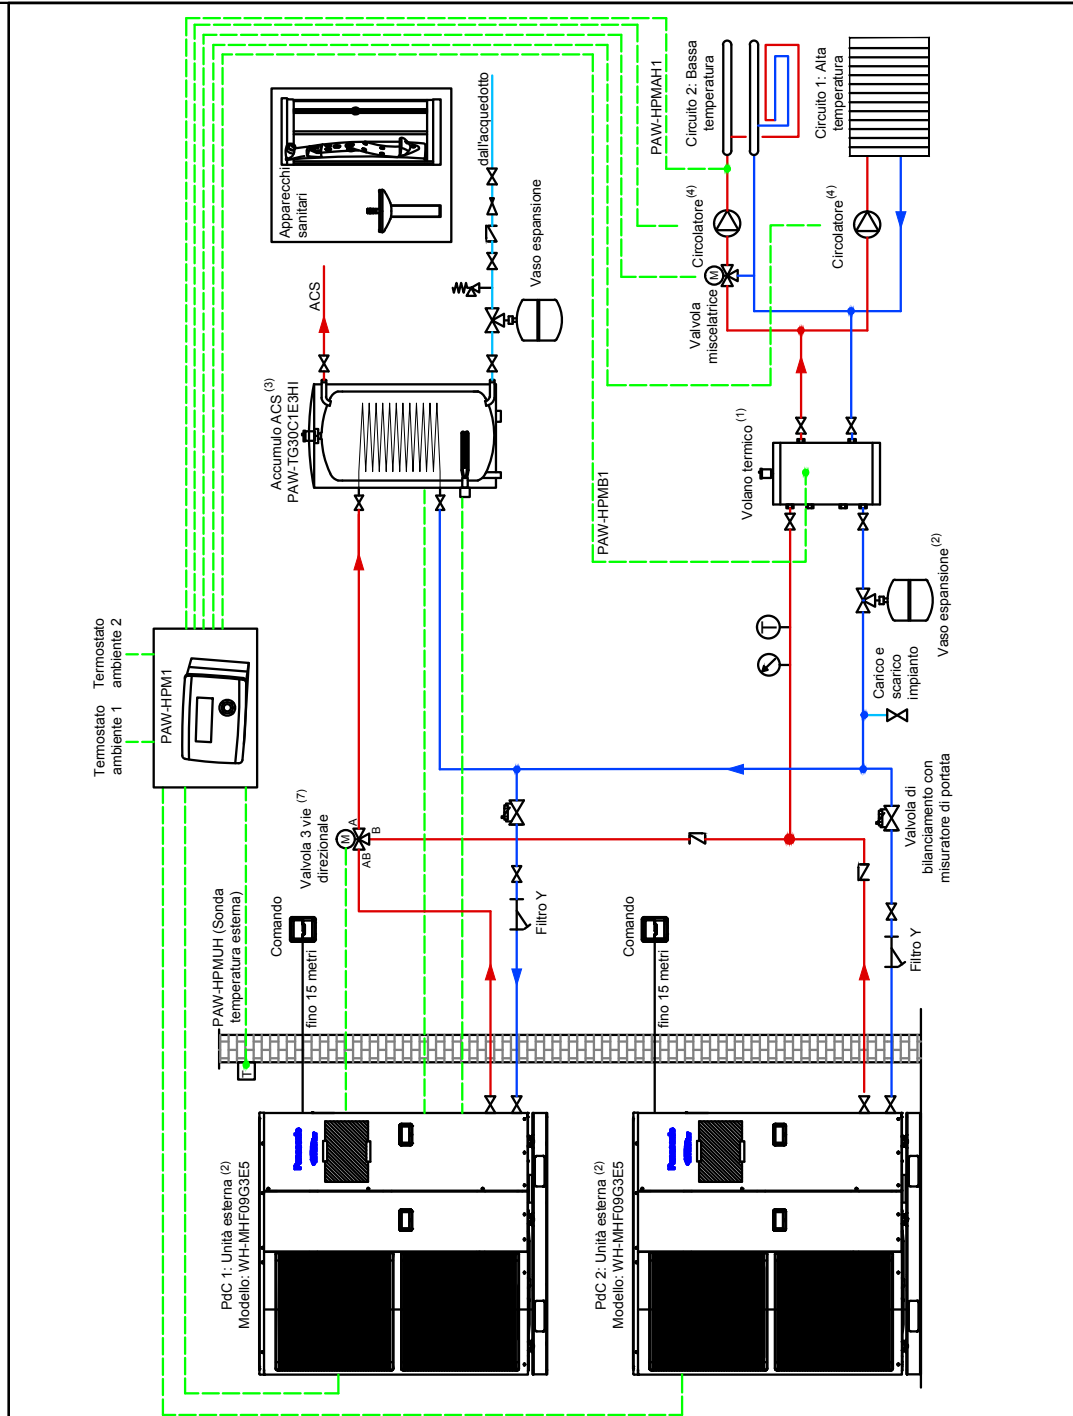 Termostato
ambiente 1
Termostato
ambiente 2
PAW-HPM1
PAW-HPMUH (Sonda
temperatura esterna)
T
Comando
fino 15 metri
PdC 1: Unità esterna (2)
Modello: WH-MHF09G3E5
Valvola 3 vie (7)
direzionale
M
A
B
AB
Filtro Y
Accumulo ACS (3)
PAW-TG30C1E3HI
ACS
Apparecchi
sanitari
dall'acquedotto
Vaso espansione
PAW-HPMAH1
Circuito 2: Bassa
temperatura
Circuito 1: Alta
temperatura
Circolatore (4)
Circolatore (4)
Valvola
miscelatrice
M
PAW-HPMB1
Volano termico (1)
Vaso espansione (2)
T
Carico e
scarico
impianto
Valvola di
bilanciamento con
misuratore di portata
Comando
fino 15 metri
Filtro Y
PdC 2: Unità esterna (2)
Modello: WH-MHF09G3E5